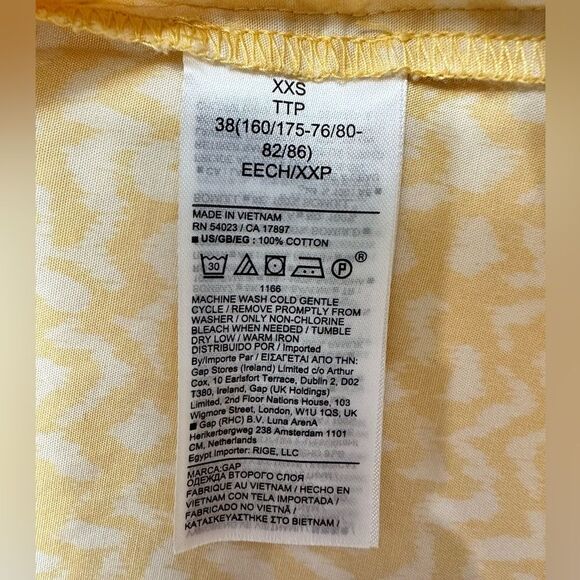 XXS
TTP
38(160/175-76/80-
82/86)
EECH/XXP
MADE IN VIETNAM
RN 54023 / CA 17897
■ US/GB/EG : 100% COTTON
30 P ®
1166
MACHINE WASH COLD GENTLE
CYCLE / REMOVE PROMPTLY FROM
WASHER / ONLY NON-CHLORINE
BLEACH WHEN NEEDED / TUMBLE
DRY LOW / WARM IRON
DISTRIBUIDO POR / Imported
By/Importe Par / ΕΙΣΑΓΕΤΑΙ ΑΠΟ ΤΗΝ:
Gap Stores (Ireland) Limited c/o Arthur
Cox, 10 Earlsfort Terrace, Dublin 2, D02
T380, Ireland, Gap (UK Holdings)
Limited, 2nd Floor Nations House, 103
Wigmore Street, London, W1U 1QS, UK
■ Gap (RHC) B.V. Luna ArenA
Herikerbergweg 238 Amsterdam 1101
CM, Netherlands
Egypt Importer: RIGE, LLC
МАРСА:GAP
ОДЕЖДА ВТОРОГО СЛОЯ
FABRIQUE AU VIETNAM / HECHO EN
VIETNAM CON TELA IMPORTADA /
FABRICADO NO VIETNÃ /
ΚΑΤΑΣΚΕΥΑΣΤΗΚΕ ΣΤΟ ΒΙΕΤΝΑΜ /